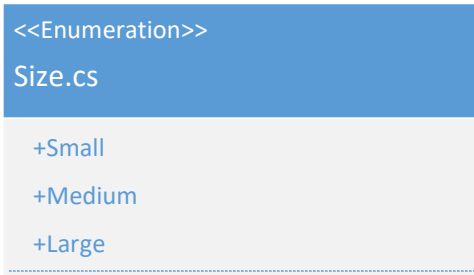 <<Enumeration>>
Size.cs
+Small
+Medium
+Large